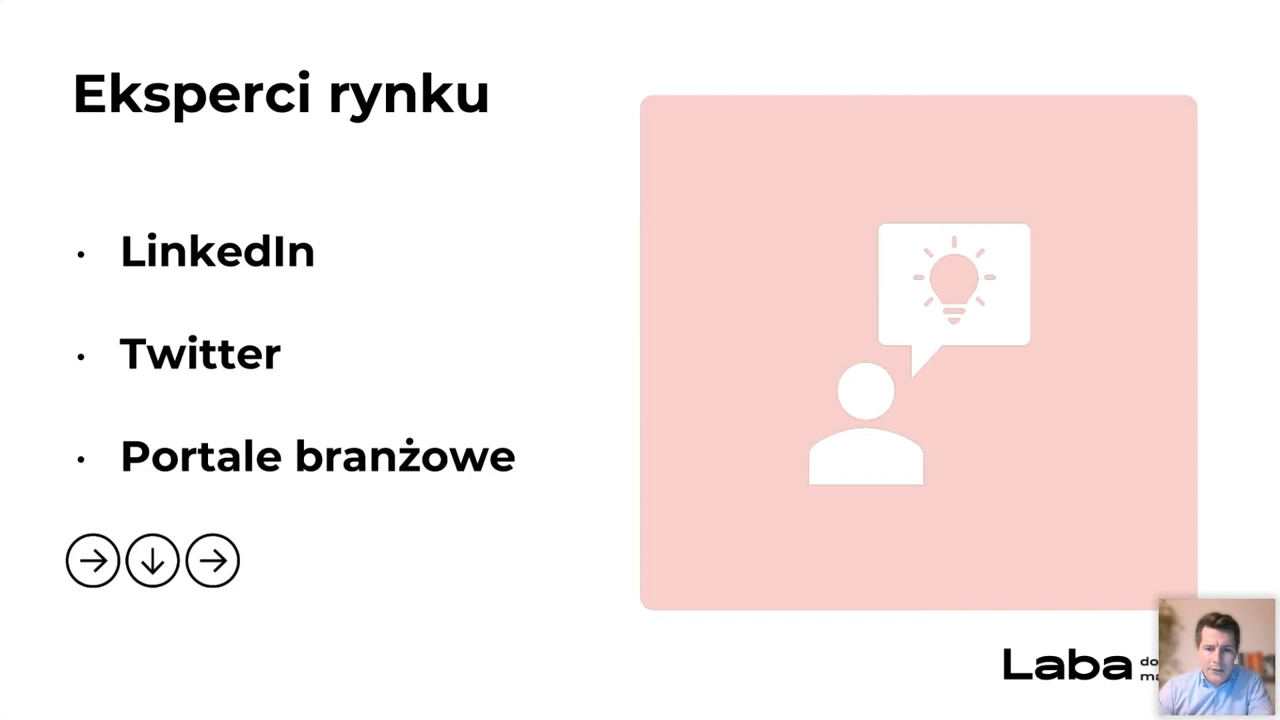 Eksperci rynku
LinkedIn
Twitter
Portale branżowe
Laba